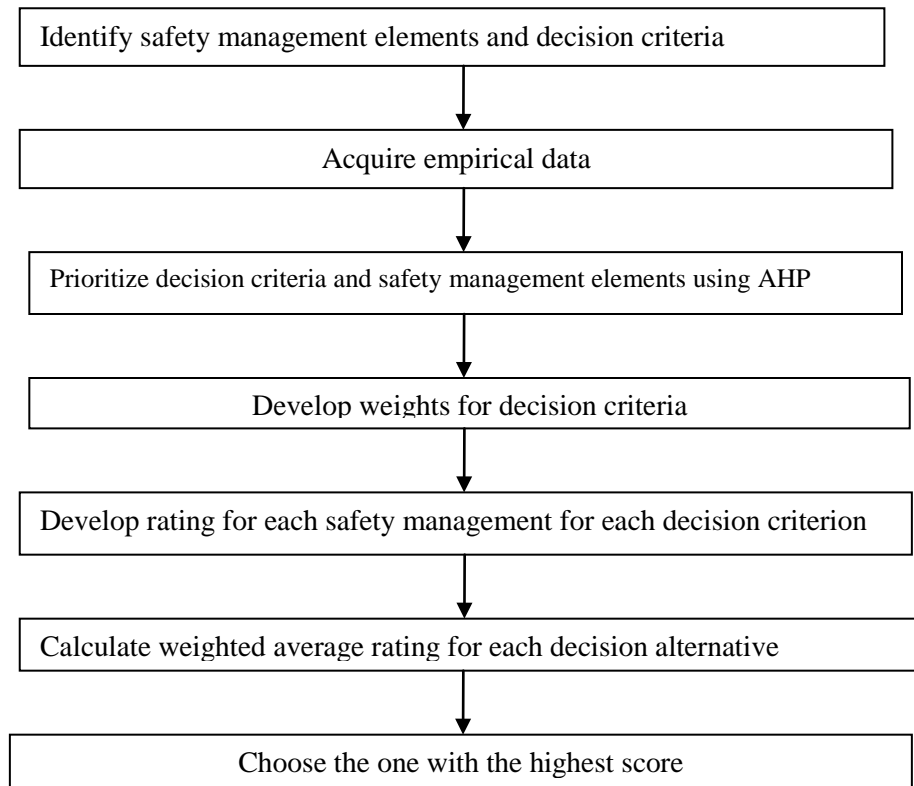 Identify safety management elements and decision criteria
Acquire empirical data
Prioritize decision criteria and safety management elements using AHP
Develop weights for decision criteria
Develop rating for each safety management for each decision criterion
Calculate weighted average rating for each decision alternative
Choose the one with the highest score